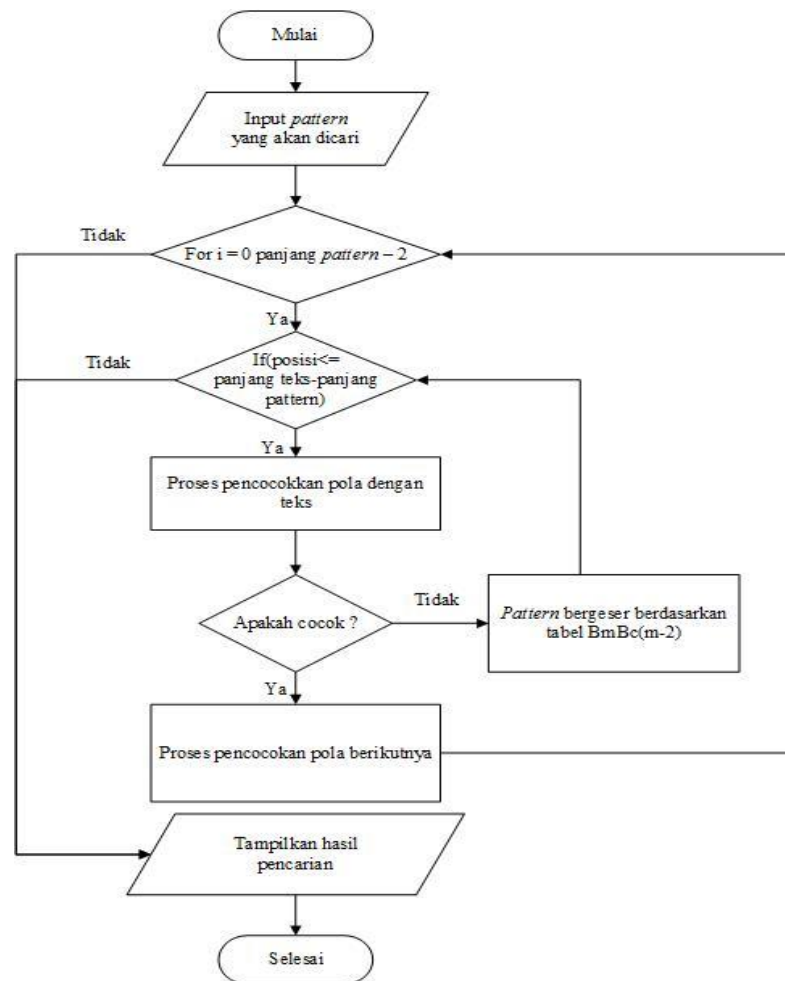 Mulai
Input pattern
yang akan dicari
Tidak
For i = 0 panjang pattern – 2
Ya
Tidak
If(posisi<=
panjang teks-panjang
pattern)
Ya
Proses pencocokkan pola dengan
teks
Apakah cocok ?
Tidak
Pattern bergeser berdasarkan
tabel BmBc(m-2)
Ya
Proses pencocokan pola berikutnya
Tampilkan hasil
pencarian
Selesai